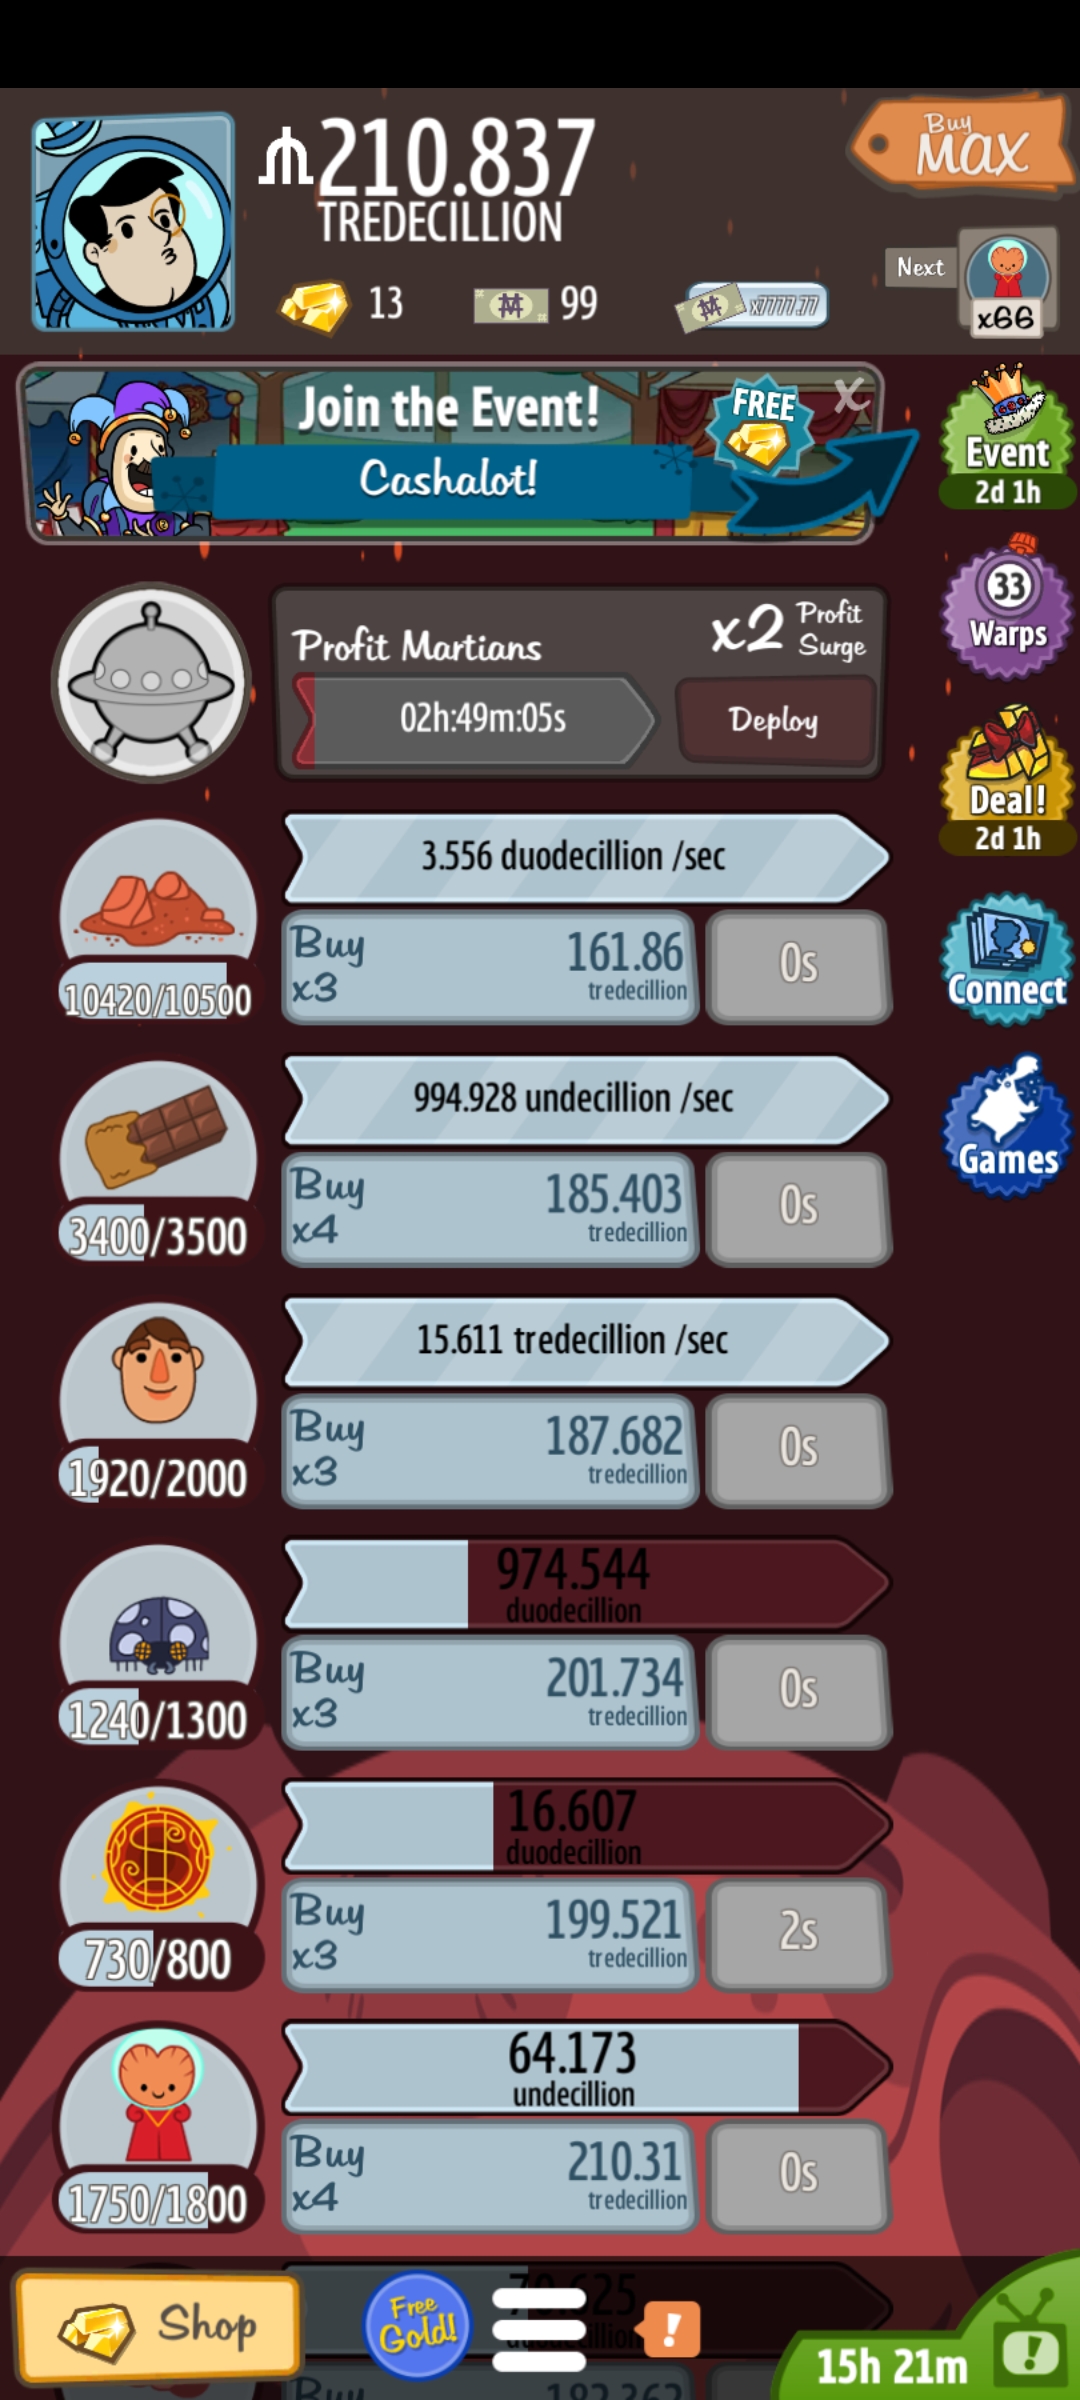 ₼210.837
TREDECILLION
Buy
MAX
13
99
x7777.77
Next
x66
Join the Event!
Cashalot!
FREE
X
Event
2d 1h
33
Warps
Profit Martians
x2 Profit Surge
02h:49m:05s
Deploy
Deal!
2d 1h
3.556 duodecillion /sec
10420/10500
Buy
x3
161.86
tredecillion
0s
Connect
994.928 undecillion /sec
3400/3500
Buy
x4
185.403
tredecillion
0s
Games
15.611 tredecillion /sec
1920/2000
Buy
x3
187.682
tredecillion
0s
974.544
duodecillion
1240/1300
Buy
x3
201.734
tredecillion
0s
16.607
duodecillion
730/800
Buy
x3
199.521
tredecillion
2s
64.173
undecillion
1750/1800
Buy
x4
210.31
tredecillion
0s
Shop
Free
Gold!
!
15h 21m
!
Buy